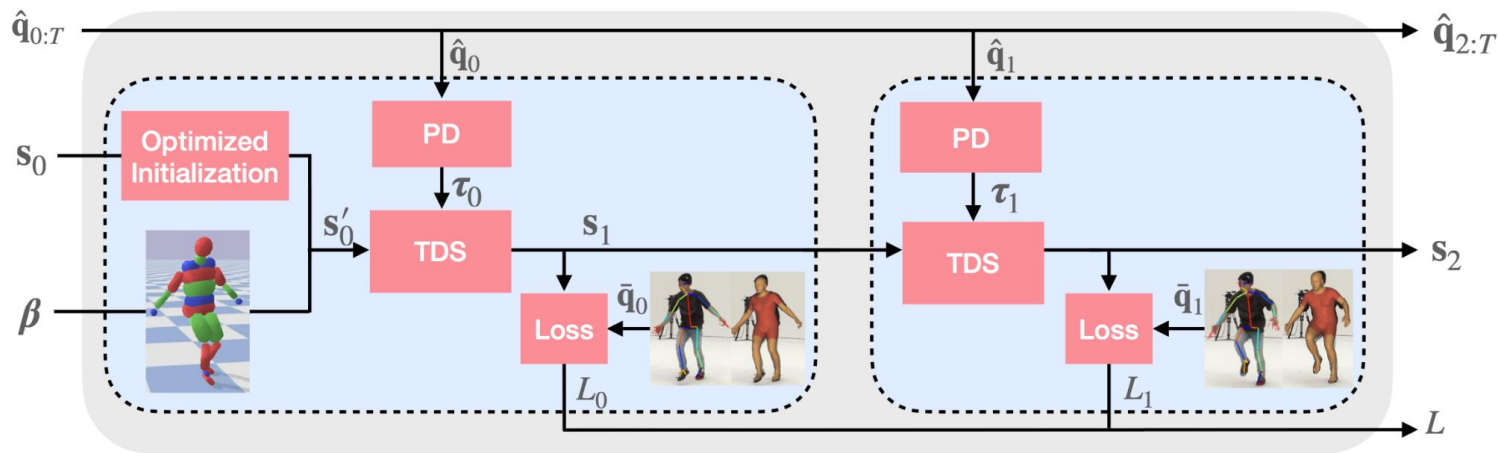 q̂₀:T
q̂₂:T
q̂₀
q̂₁
Optimized
Initialization
PD
PD
s₀
τ₀
τ₁
s′₀
TDS
s₁
TDS
s₂
β
q̄₀
q̄₁
Loss
Loss
L₀
L₁
L